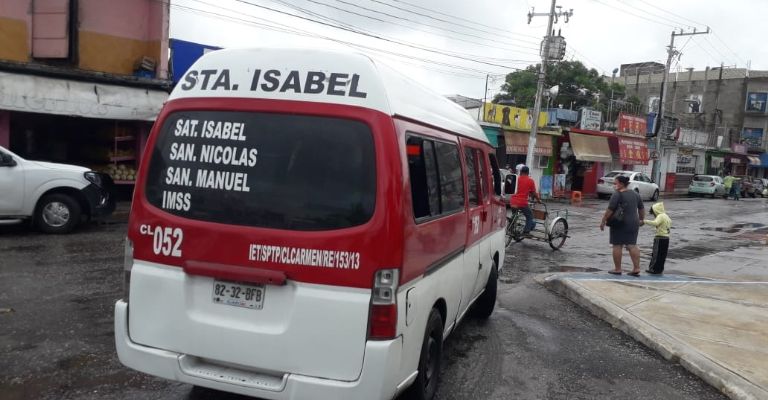 STA. ISABEL
SAT. ISABEL
SAN. NICOLAS
SAN. MANUEL
IMSS
CL 052
IET/SPTP/CLCARMEN/RE/153/13
8Z-32-BFB